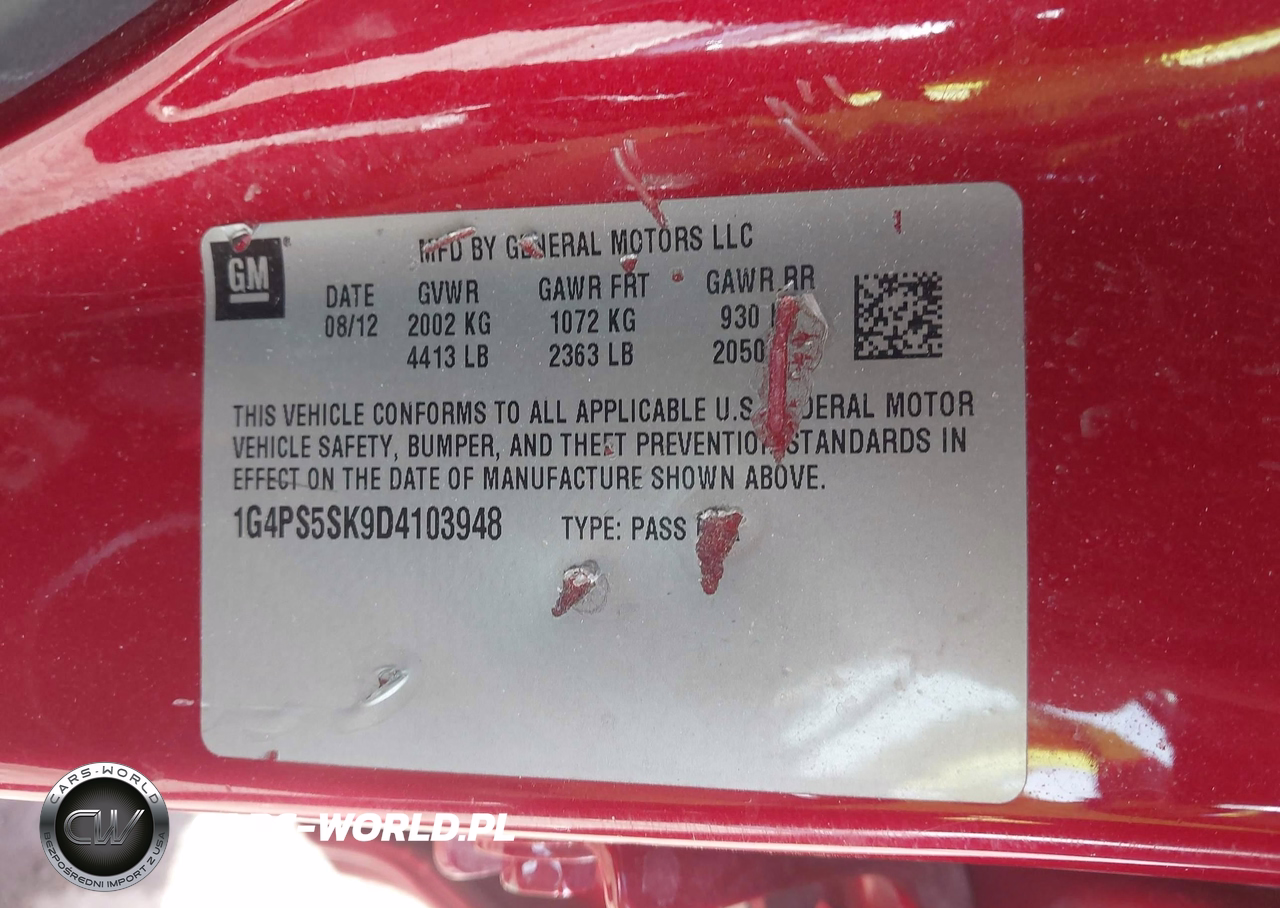 GM
MFD BY GENERAL MOTORS LLC
DATE GVWR GAWR FRT GAWR RR
08/12 2002 KG 1072 KG 930
4413 LB 2363 LB 2050
THIS VEHICLE CONFORMS TO ALL APPLICABLE U.S MOTOR
VEHICLE SAFETY, BUMPER, AND THEFT PREVENTION STANDARDS IN
EFFECT ON THE DATE OF MANUFACTURE SHOWN ABOVE.
1G4PS5SK9D4103948 TYPE: PASS
CARS-WORLD
CW
BEZPOŚREDNI IMPORT Z USA
-WORLD.PL